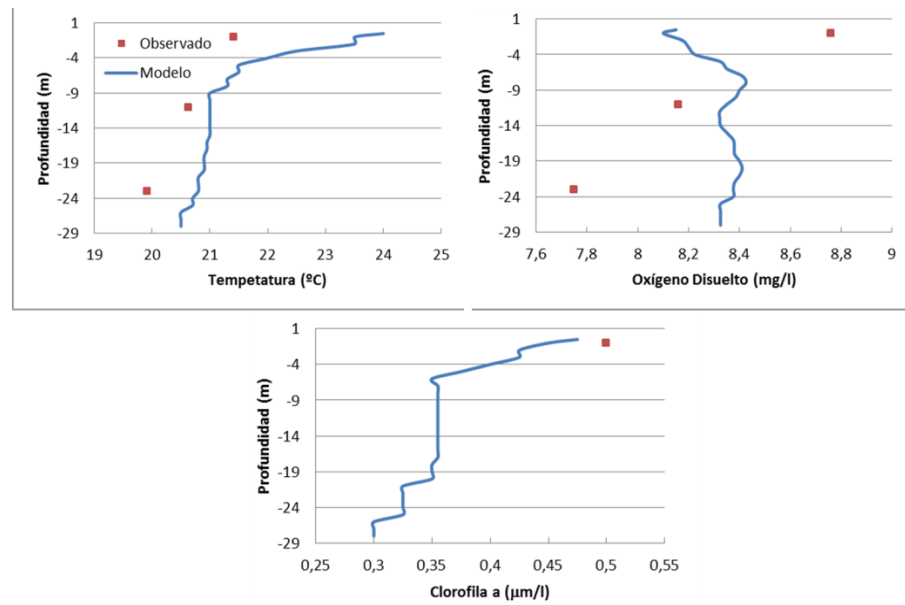 1
-4
-9
-14
-19
-24
-29
Profundidad (m)
Observado
Modelo
19 20 21 22 23 24 25
Tempetatura (ºC)
1
-4
-9
-14
-19
-24
-29
Profundidad (m)
7,6 7,8 8 8,2 8,4 8,6 8,8 9
Oxígeno Disuelto (mg/l)
1
-4
-9
-14
-19
-24
-29
Profundidad (m)
0,25 0,3 0,35 0,4 0,45 0,5 0,55
Clorofila a (μm/l)